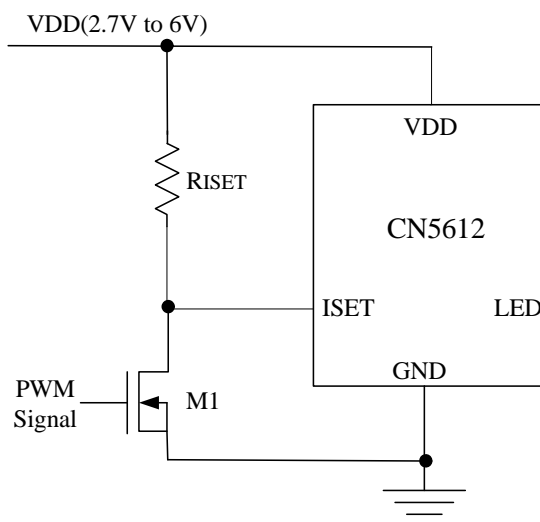 VDD(2.7V to 6V)
VDD
RISET
CN5612
ISET
LED
GND
PWM
Signal
M1